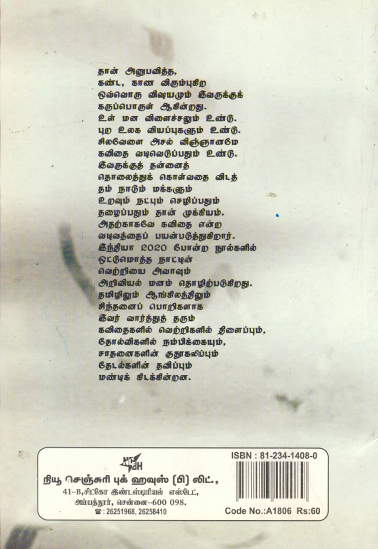 தான் அனுபவித்த,
கண்ட, காண விரும்புகிற
ஒவ்வொரு விஷயமும் இவருக்குக்
கருப்பொருள் ஆகின்றது.
உள் மன விளைச்சலும் உண்டு.
புற உலக வியப்புகளும் உண்டு.
சிலவேளை அசல் விஞ்ஞானமே
கவிதை வடிவெடுப்பதும் உண்டு.
இவருக்குத் தன்னைத்
தொலைத்துக் கொள்வதை விடத்
தம் நாடும் மக்களும்
உறவும் நட்பும் செழிப்பதும்
தழைப்பதும் தான் முக்கியம்.
அதற்காகவே கவிதை என்ற
வடிவத்தைப் பயன்படுத்துகிறார்.
இந்தியா 2020 போன்ற நூல்களில்
ஒட்டுமொத்த நாட்டின்
வெற்றியை அவாவும்
அறிவியல் மனம் தொழிற்படுகிறது.
தமிழிலும் ஆங்கிலத்திலும்
சிந்தனைப் பொறிகளாக
இவர் வார்த்துத் தரும்
கவிதைகளில் வெற்றிகளில் திளைப்பும்,
தோல்விகளில் நம்பிக்கையும்,
சாதனைகளின் குதூகலிப்பும்
தேடல்களின் தவிப்பும்
மண்டிக் கிடக்கின்றன.
நியூ செஞ்சுரி புக் ஹவுஸ் (பி) லிட்.,
41-B,சிட்கோ இண்டஸ்டிரியல் எஸ்டேட்,
அம்பத்தூர், சென்னை-600 098.
☎ : 26251968, 26258410
ISBN : 81-234-1408-0
Code No.:A1806 Rs:60